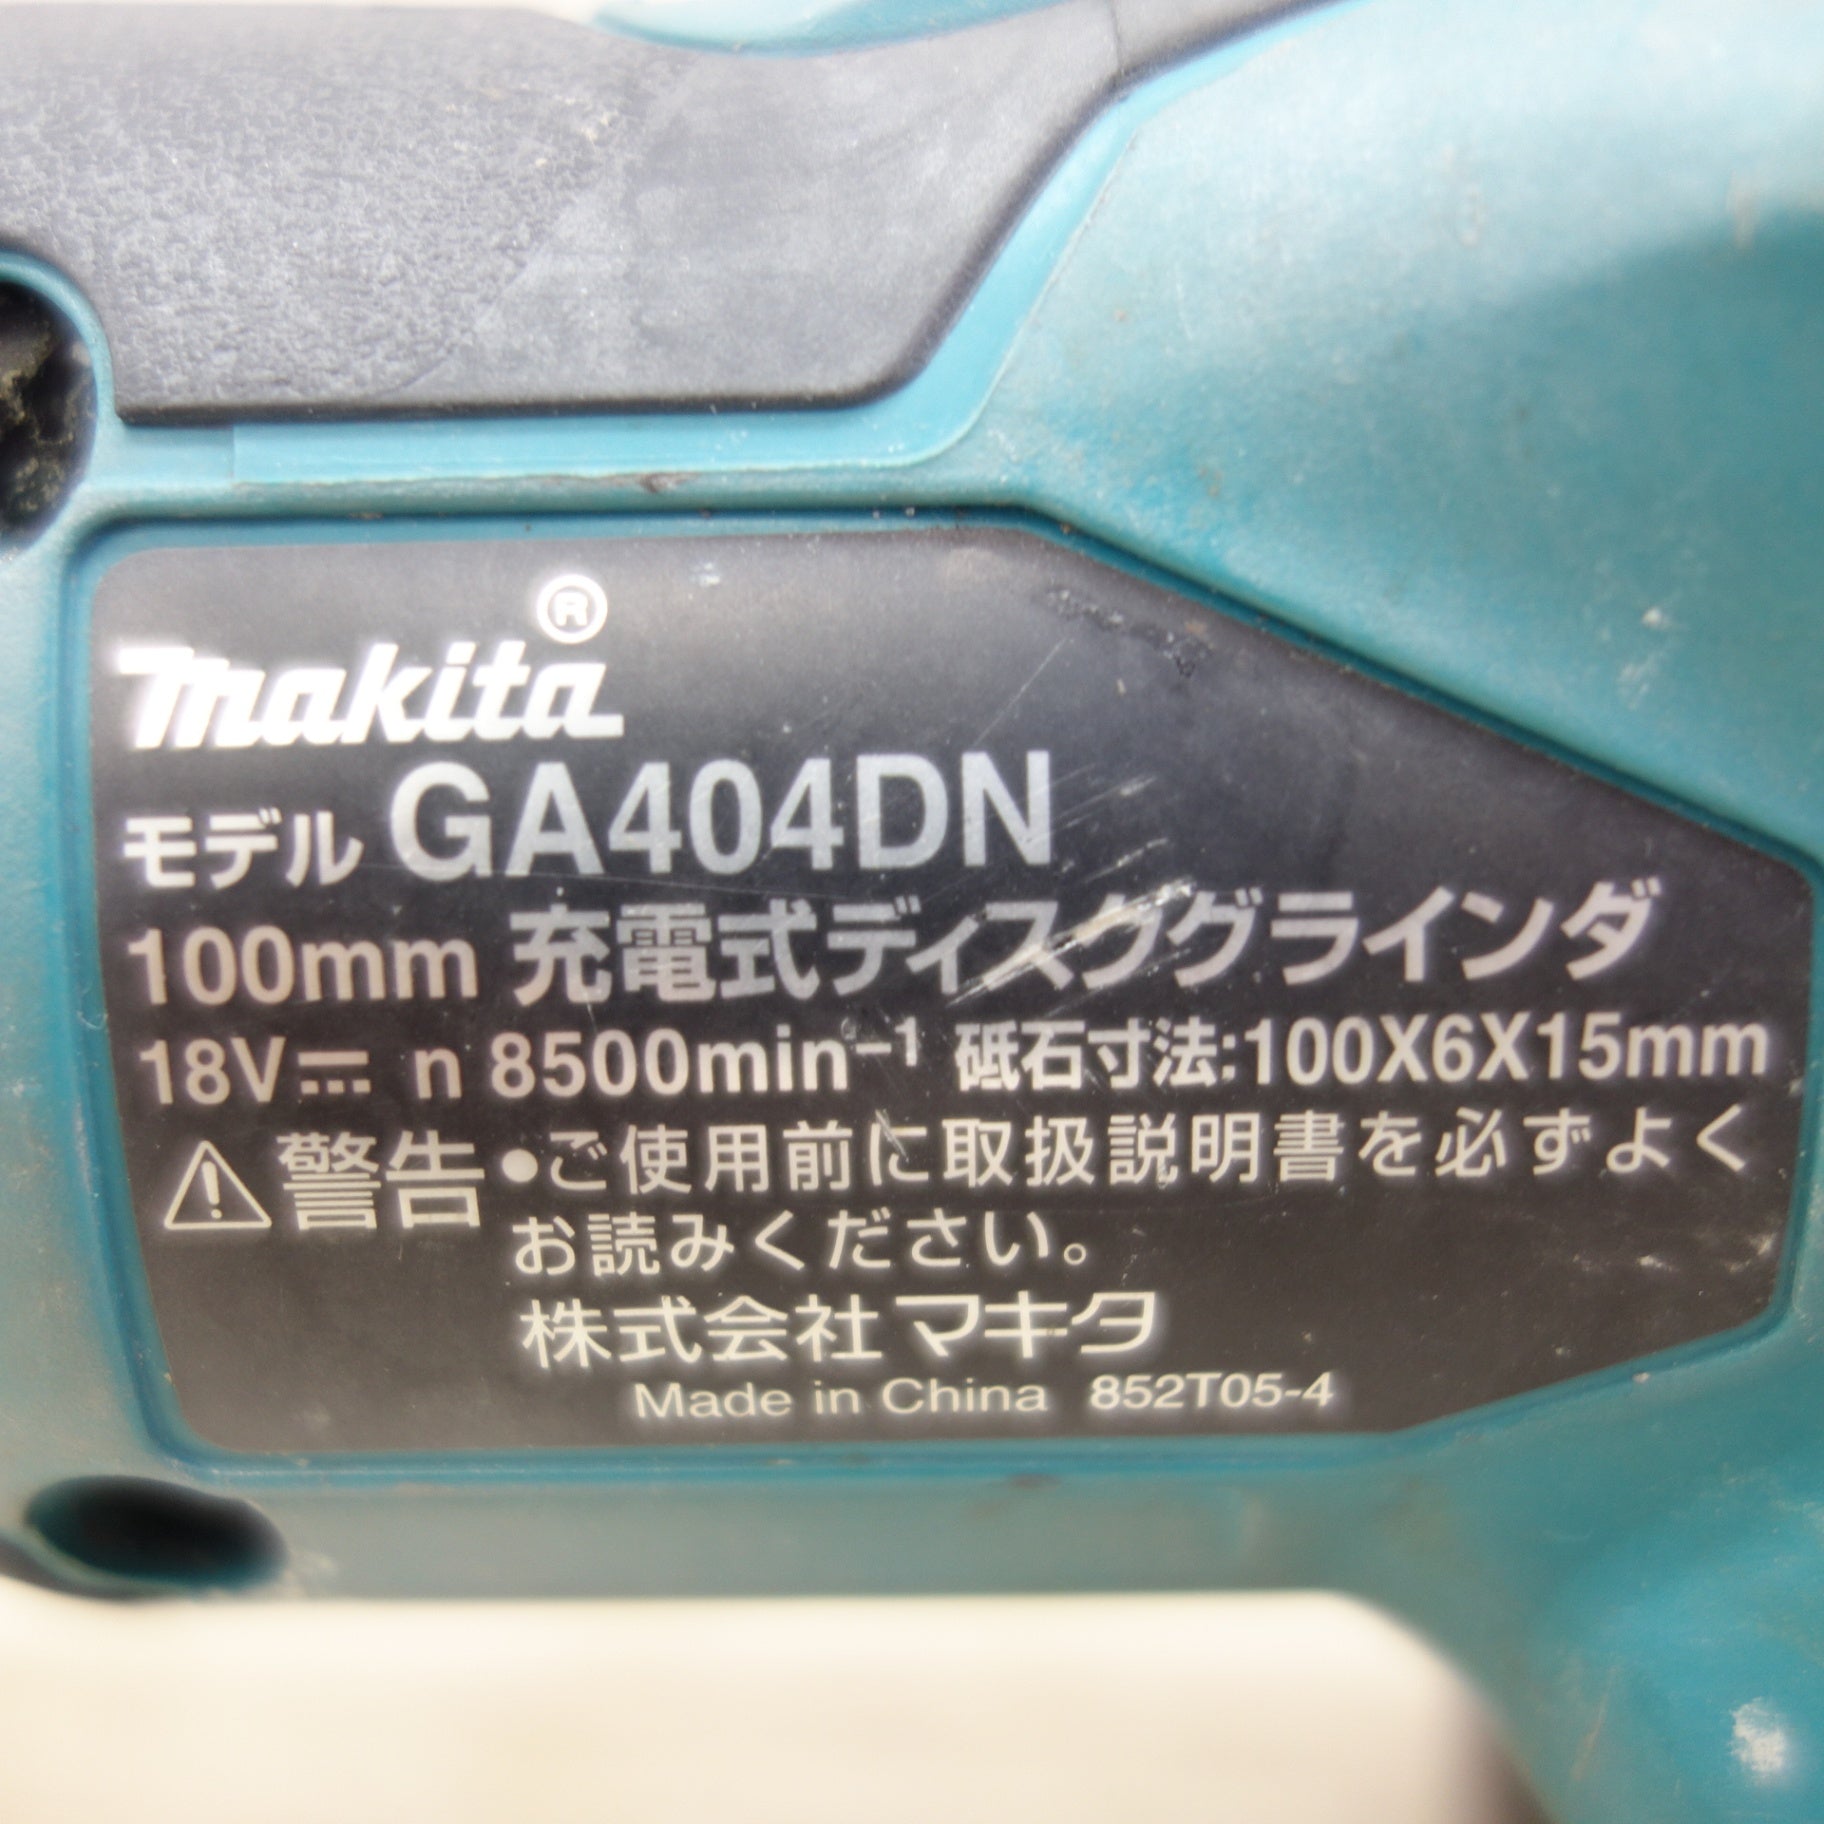 makita®
モデル GA404DN
100mm 充電式ディスクグラインダ
18V⎓ n 8500min⁻¹ 砥石寸法:100X6X15mm
⚠警告 ●ご使用前に取扱説明書を必ずよく
お読みください。
株式会社マキタ
Made in China 852T05-4